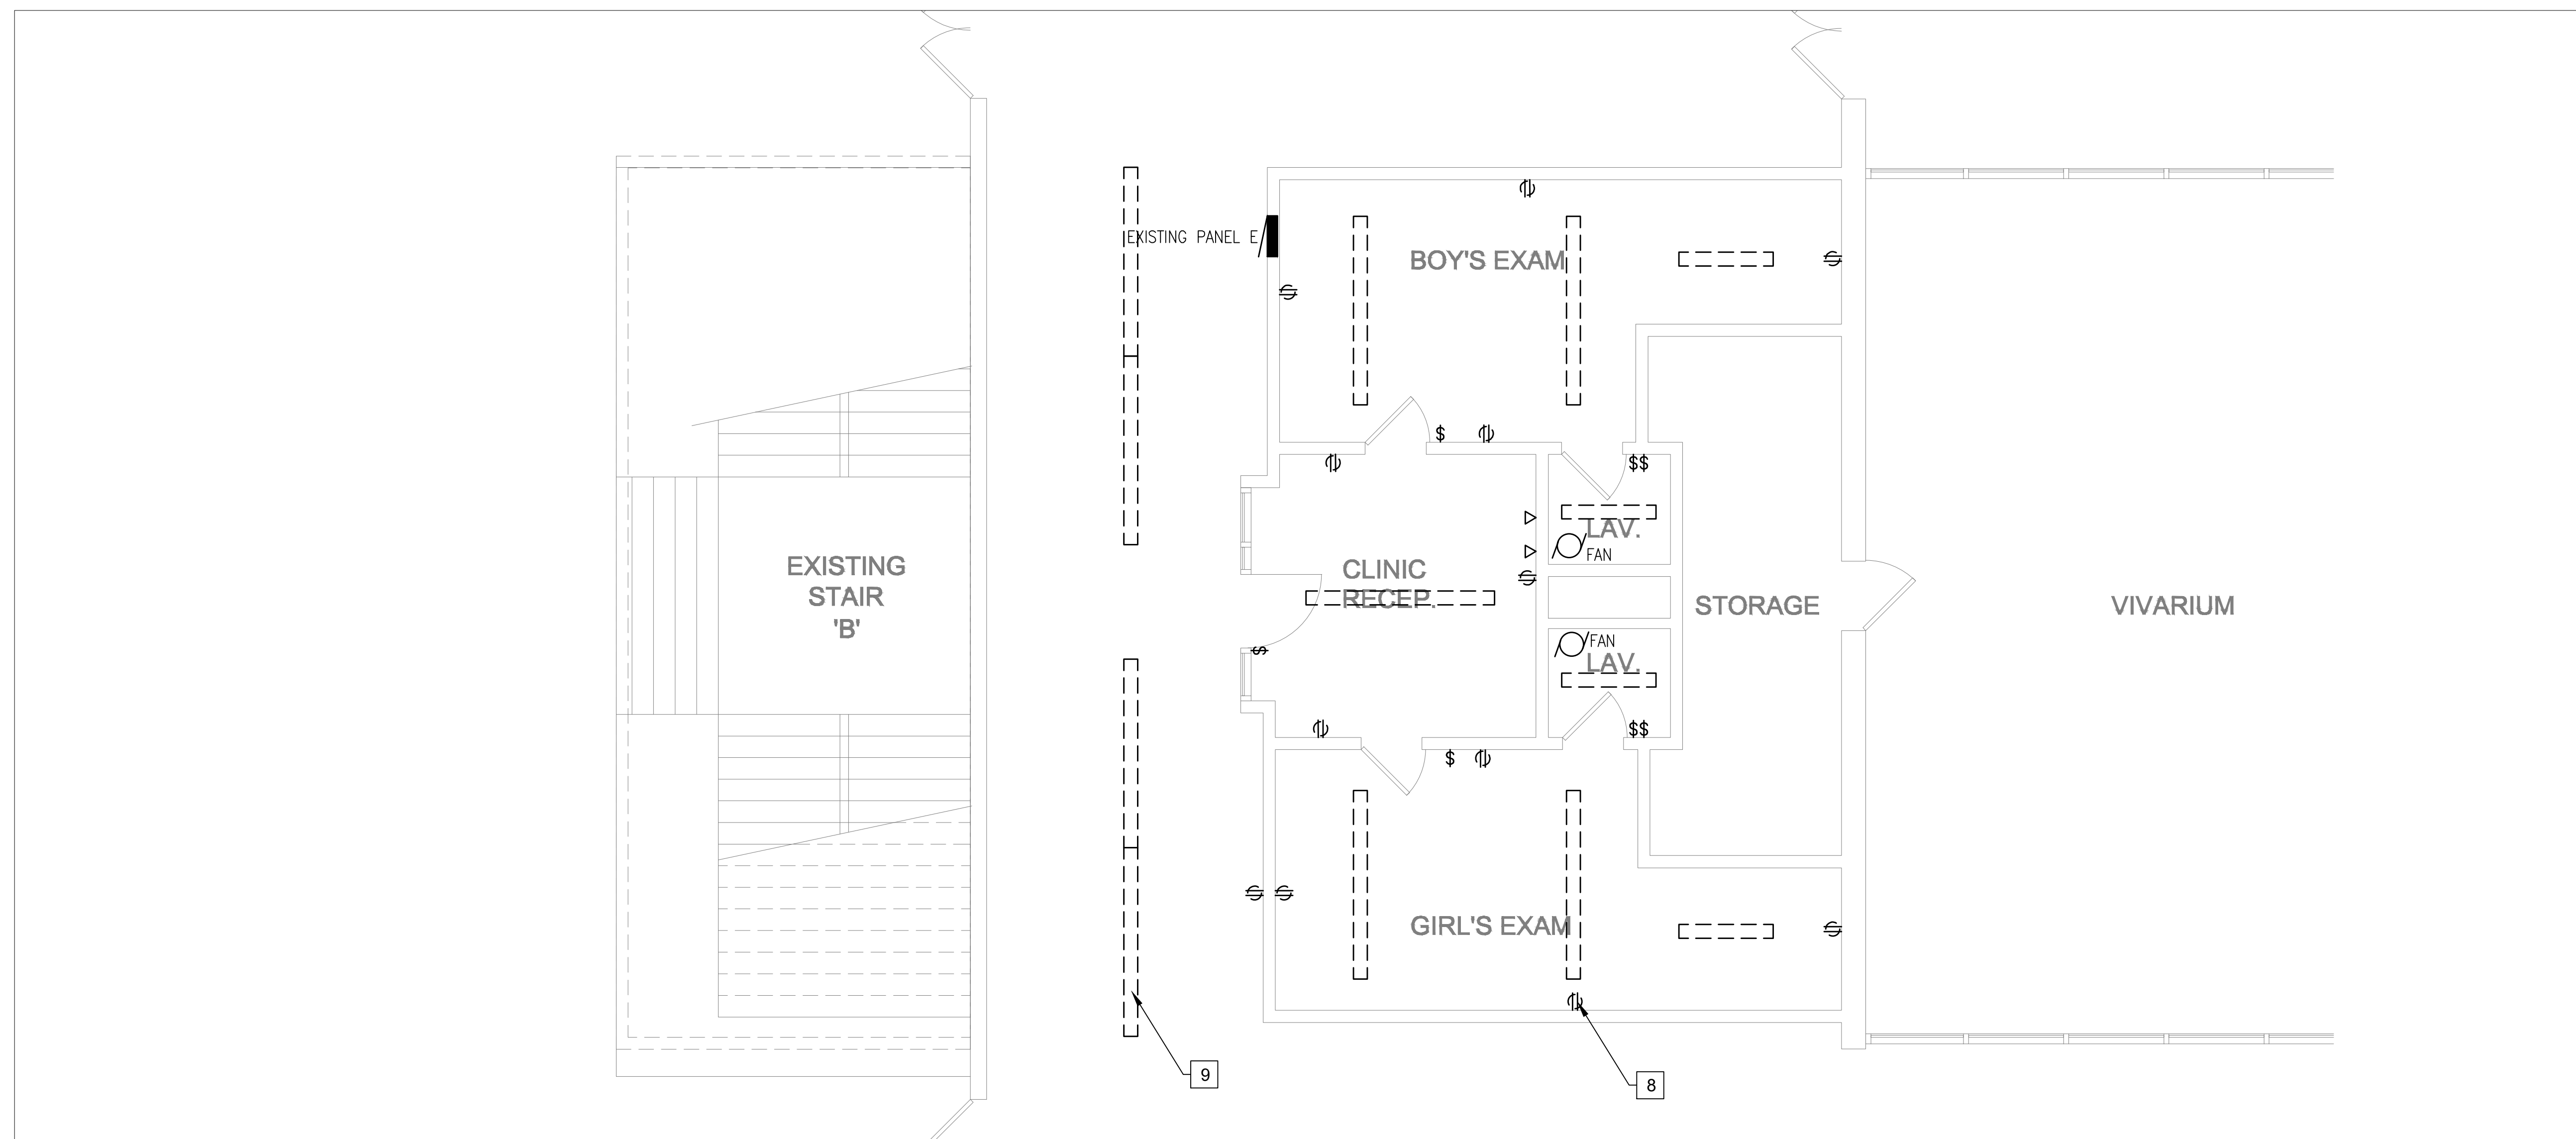 EXISTING PANEL E
BOY'S EXAM
$
$$
LAV.
FAN
EXISTING
STAIR
'B'
CLINIC
RECEP.
STORAGE
VIVARIUM
$
FAN
LAV.
$$
$
GIRL'S EXAM
9
8